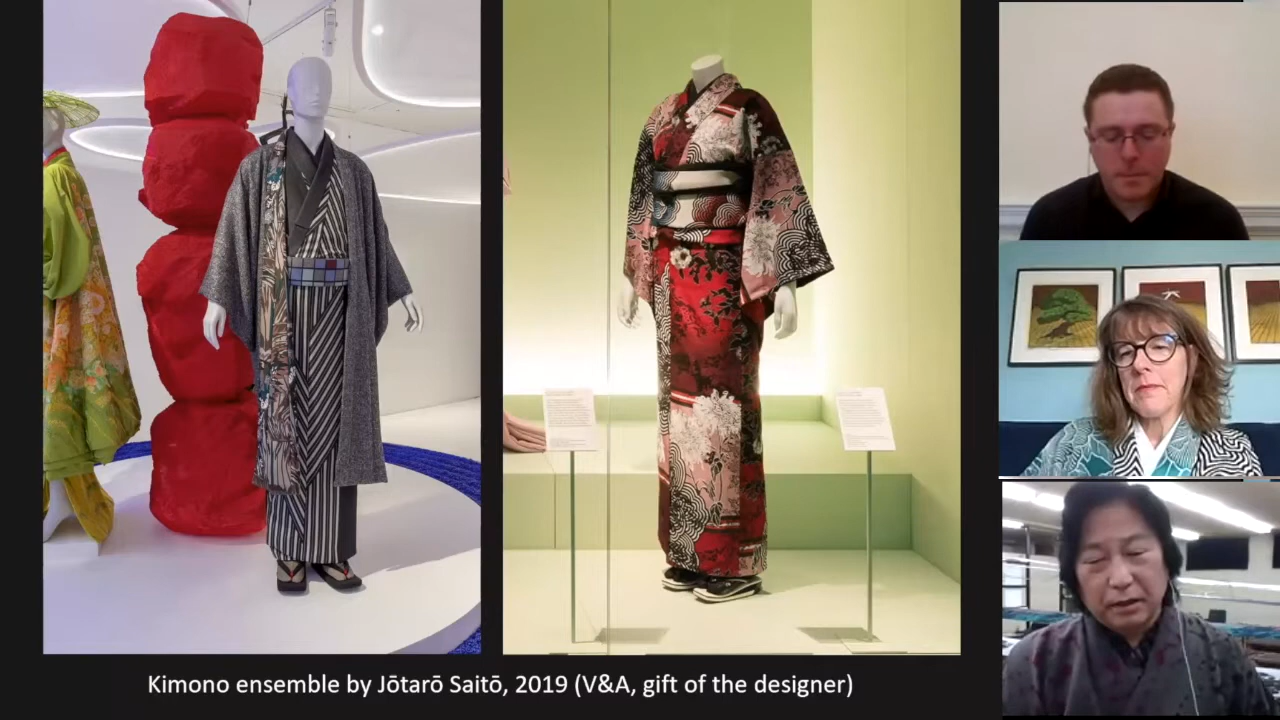 Kimono ensemble by Jōtarō Saitō, 2019 (V&A, gift of the designer)